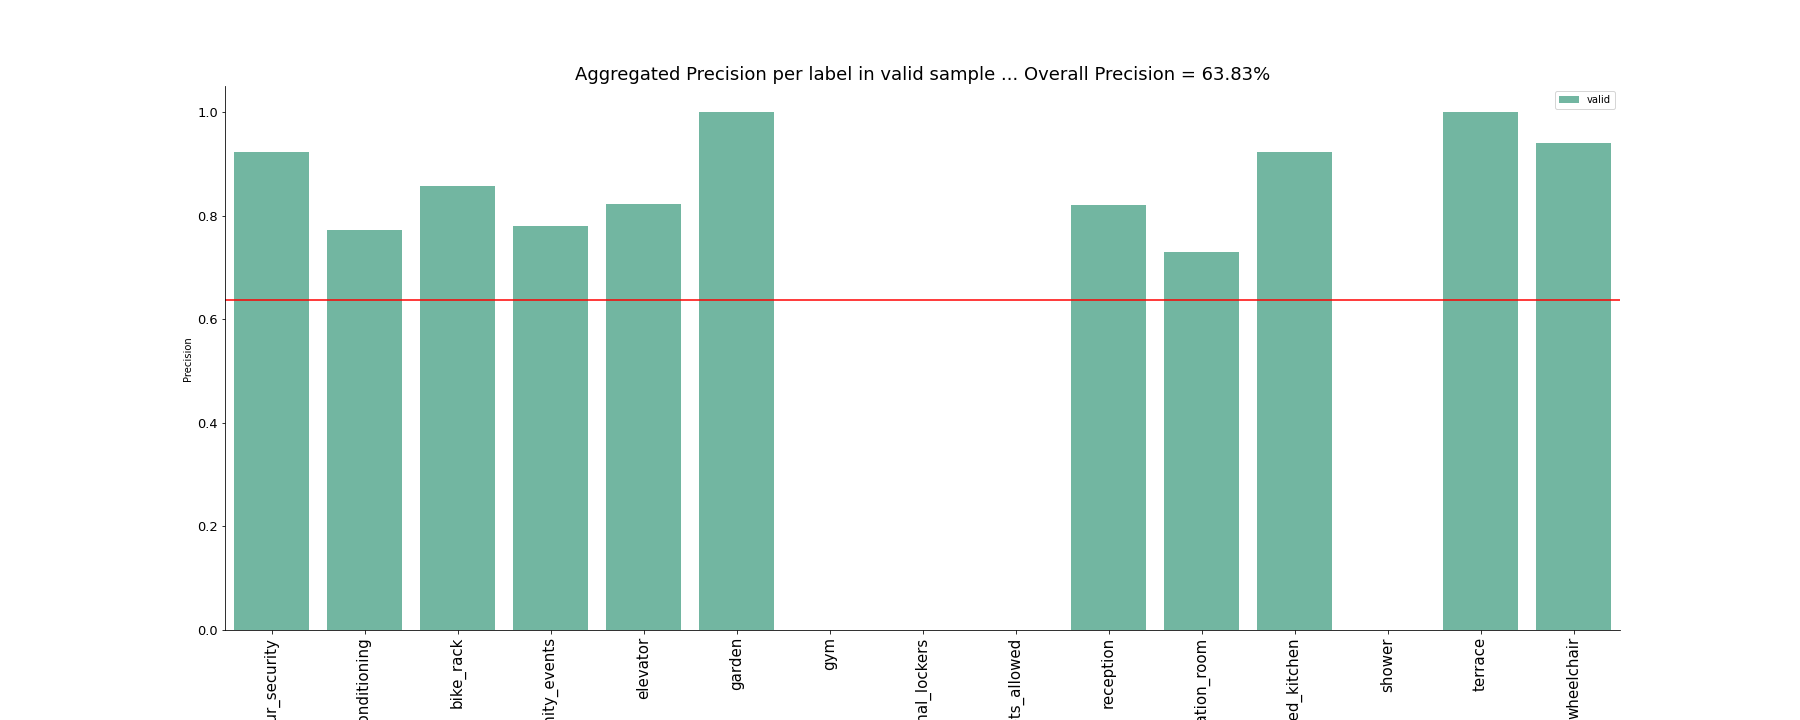 Aggregated Precision per label in valid sample ... Overall Precision = 63.83%
valid
1.0
0.8
0.6
0.4
0.2
0.0
Precision
ur_security
onditioning
bike_rack
nity_events
elevator
garden
gym
nal_lockers
ts_allowed
reception
ation_room
ed_kitchen
shower
terrace
wheelchair